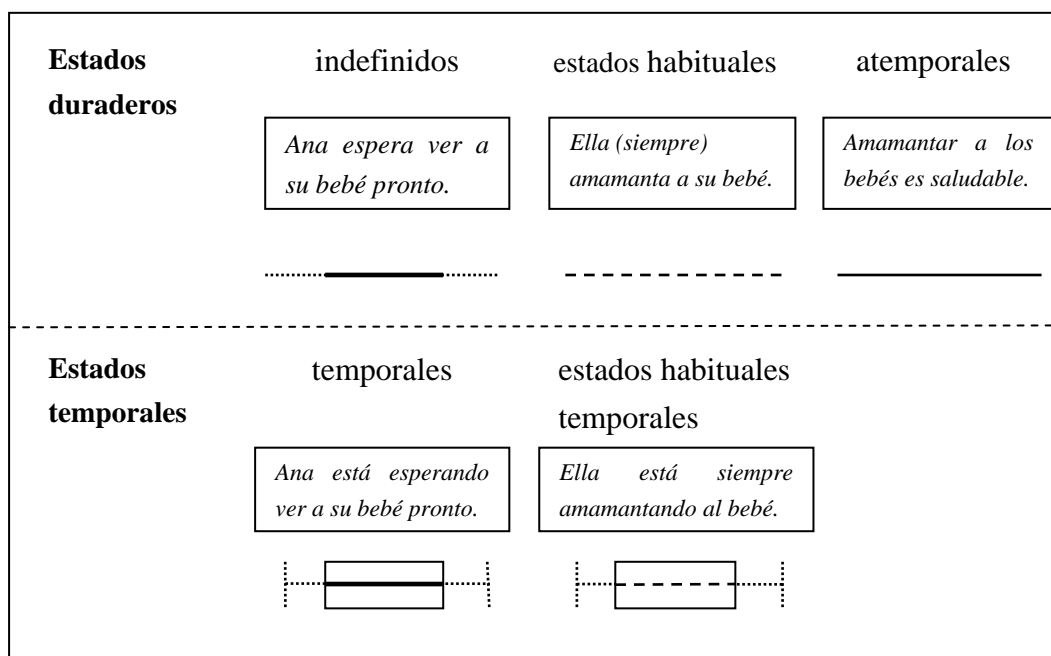 Estados
duraderos
indefinidos
estados habituales
atemporales
Ana espera ver a
su bebé pronto.
Ella (siempre)
amamanta a su bebé.
Amamantar a los
bebés es saludable.
Estados
temporales
temporales
estados habituales
temporales
Ana está esperando
ver a su bebé pronto.
Ella está siempre
amamantando al bebé.